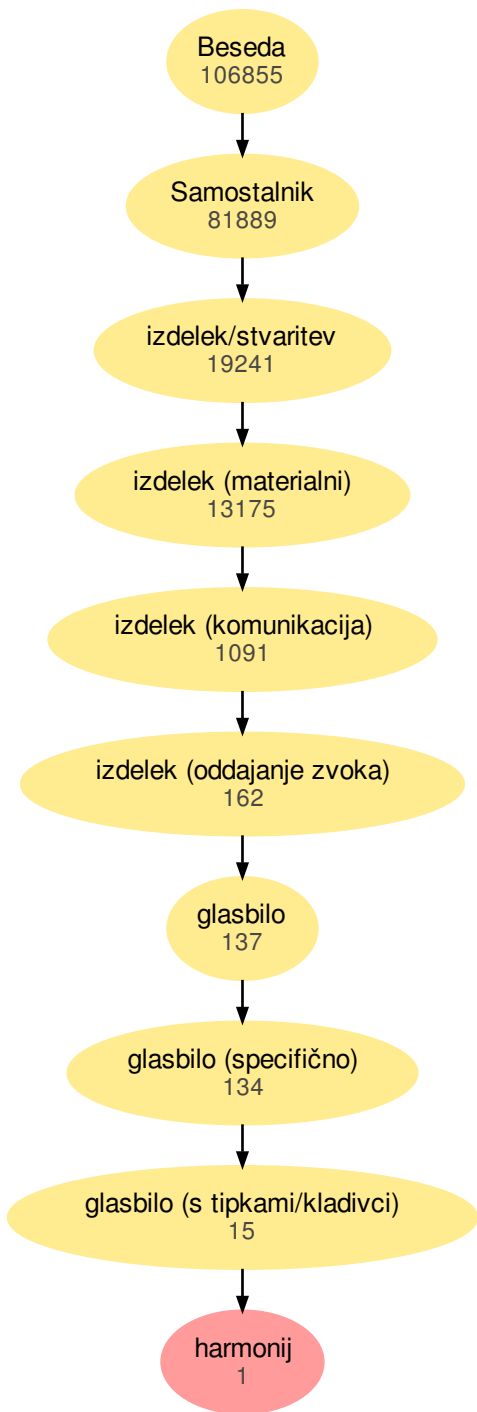 Beseda
106855
Samostalnik
81889
izdelek/stvaritev
19241
izdelek (materialni)
13175
izdelek (komunikacija)
1091
izdelek (oddajanje zvoka)
162
glasbilo
137
glasbilo (specifično)
134
glasbilo (s tipkami/kladivci)
15
harmonij
1